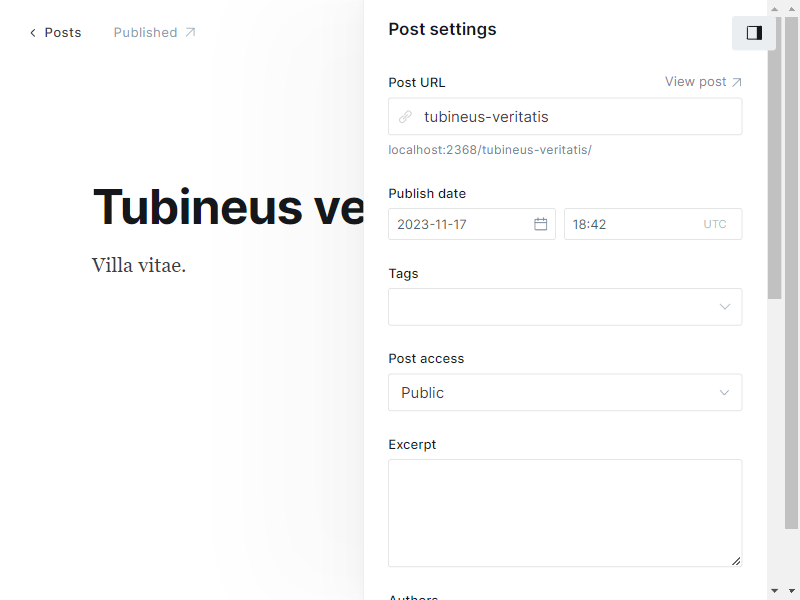 Posts
Published
Tubineus ve
Villa vitae.
Post settings
Post URL
View post
tubineus-veritatis
localhost:2368/tubineus-veritatis/
Publish date
2023-11-17
18:42
UTC
Tags
Post access
Public
Excerpt
Authors